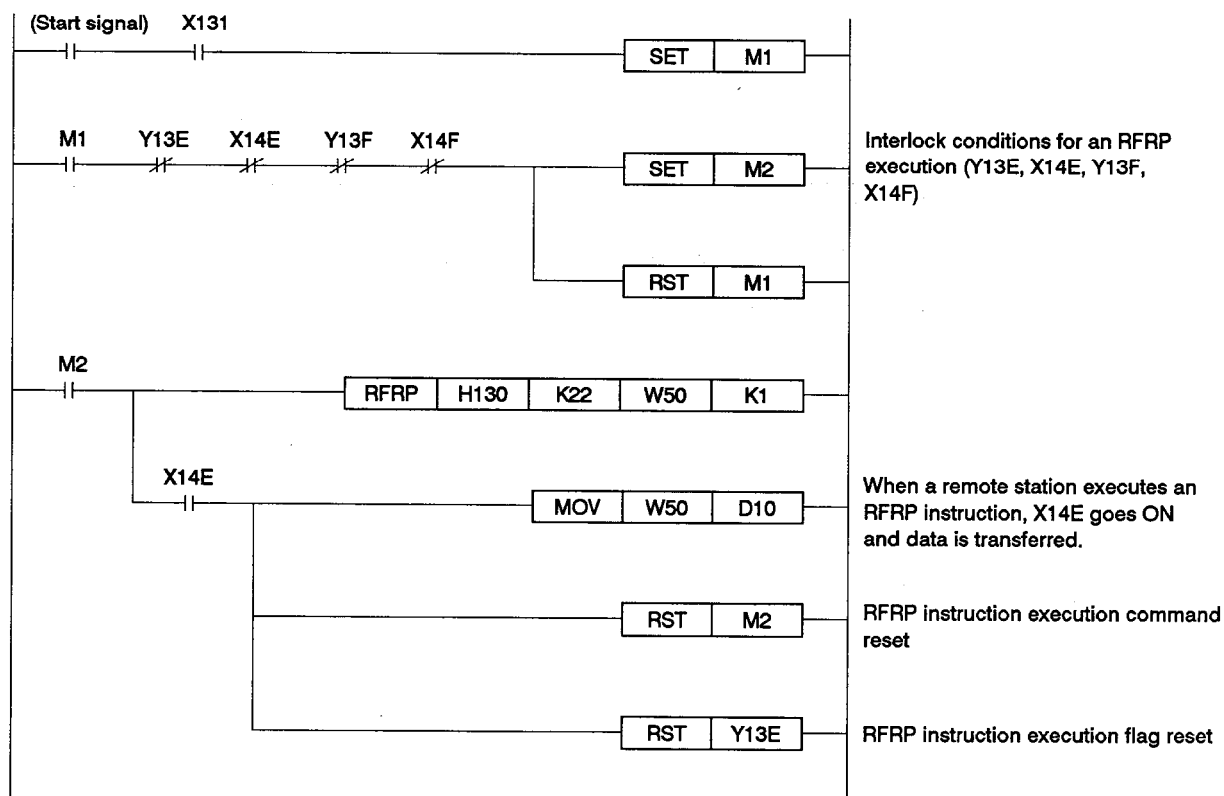 (Start signal) X131
SET M1
M1 Y13E X14E Y13F X14F
SET M2
Interlock conditions for an RFRP
execution (Y13E, X14E, Y13F,
X14F)
RST M1
M2
RFRP H130 K22 W50 K1
X14E
MOV W50 D10
When a remote station executes an
RFRP instruction, X14E goes ON
and data is transferred.
RST M2
RFRP instruction execution command
reset
RST Y13E
RFRP instruction execution flag reset